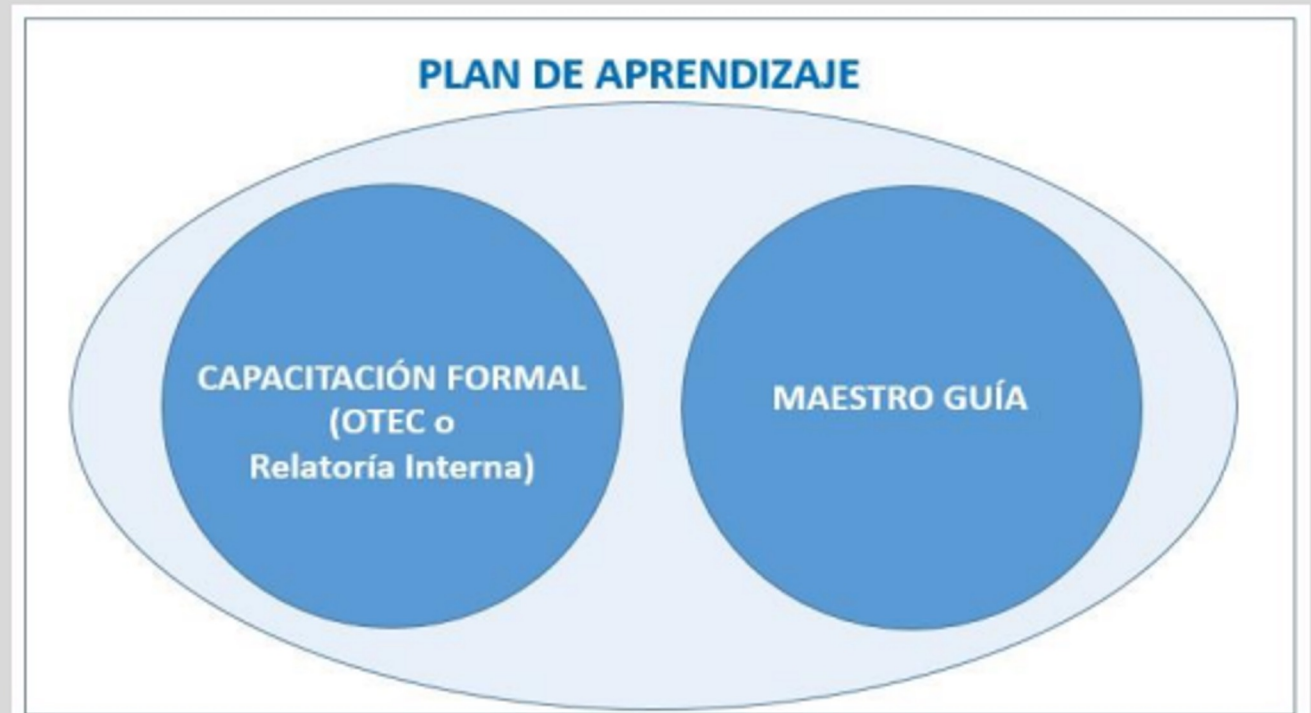 PLAN DE APRENDIZAJE
CAPACITACIÓN FORMAL
(OTEC o
Relatoría Interna)
MAESTRO GUÍA